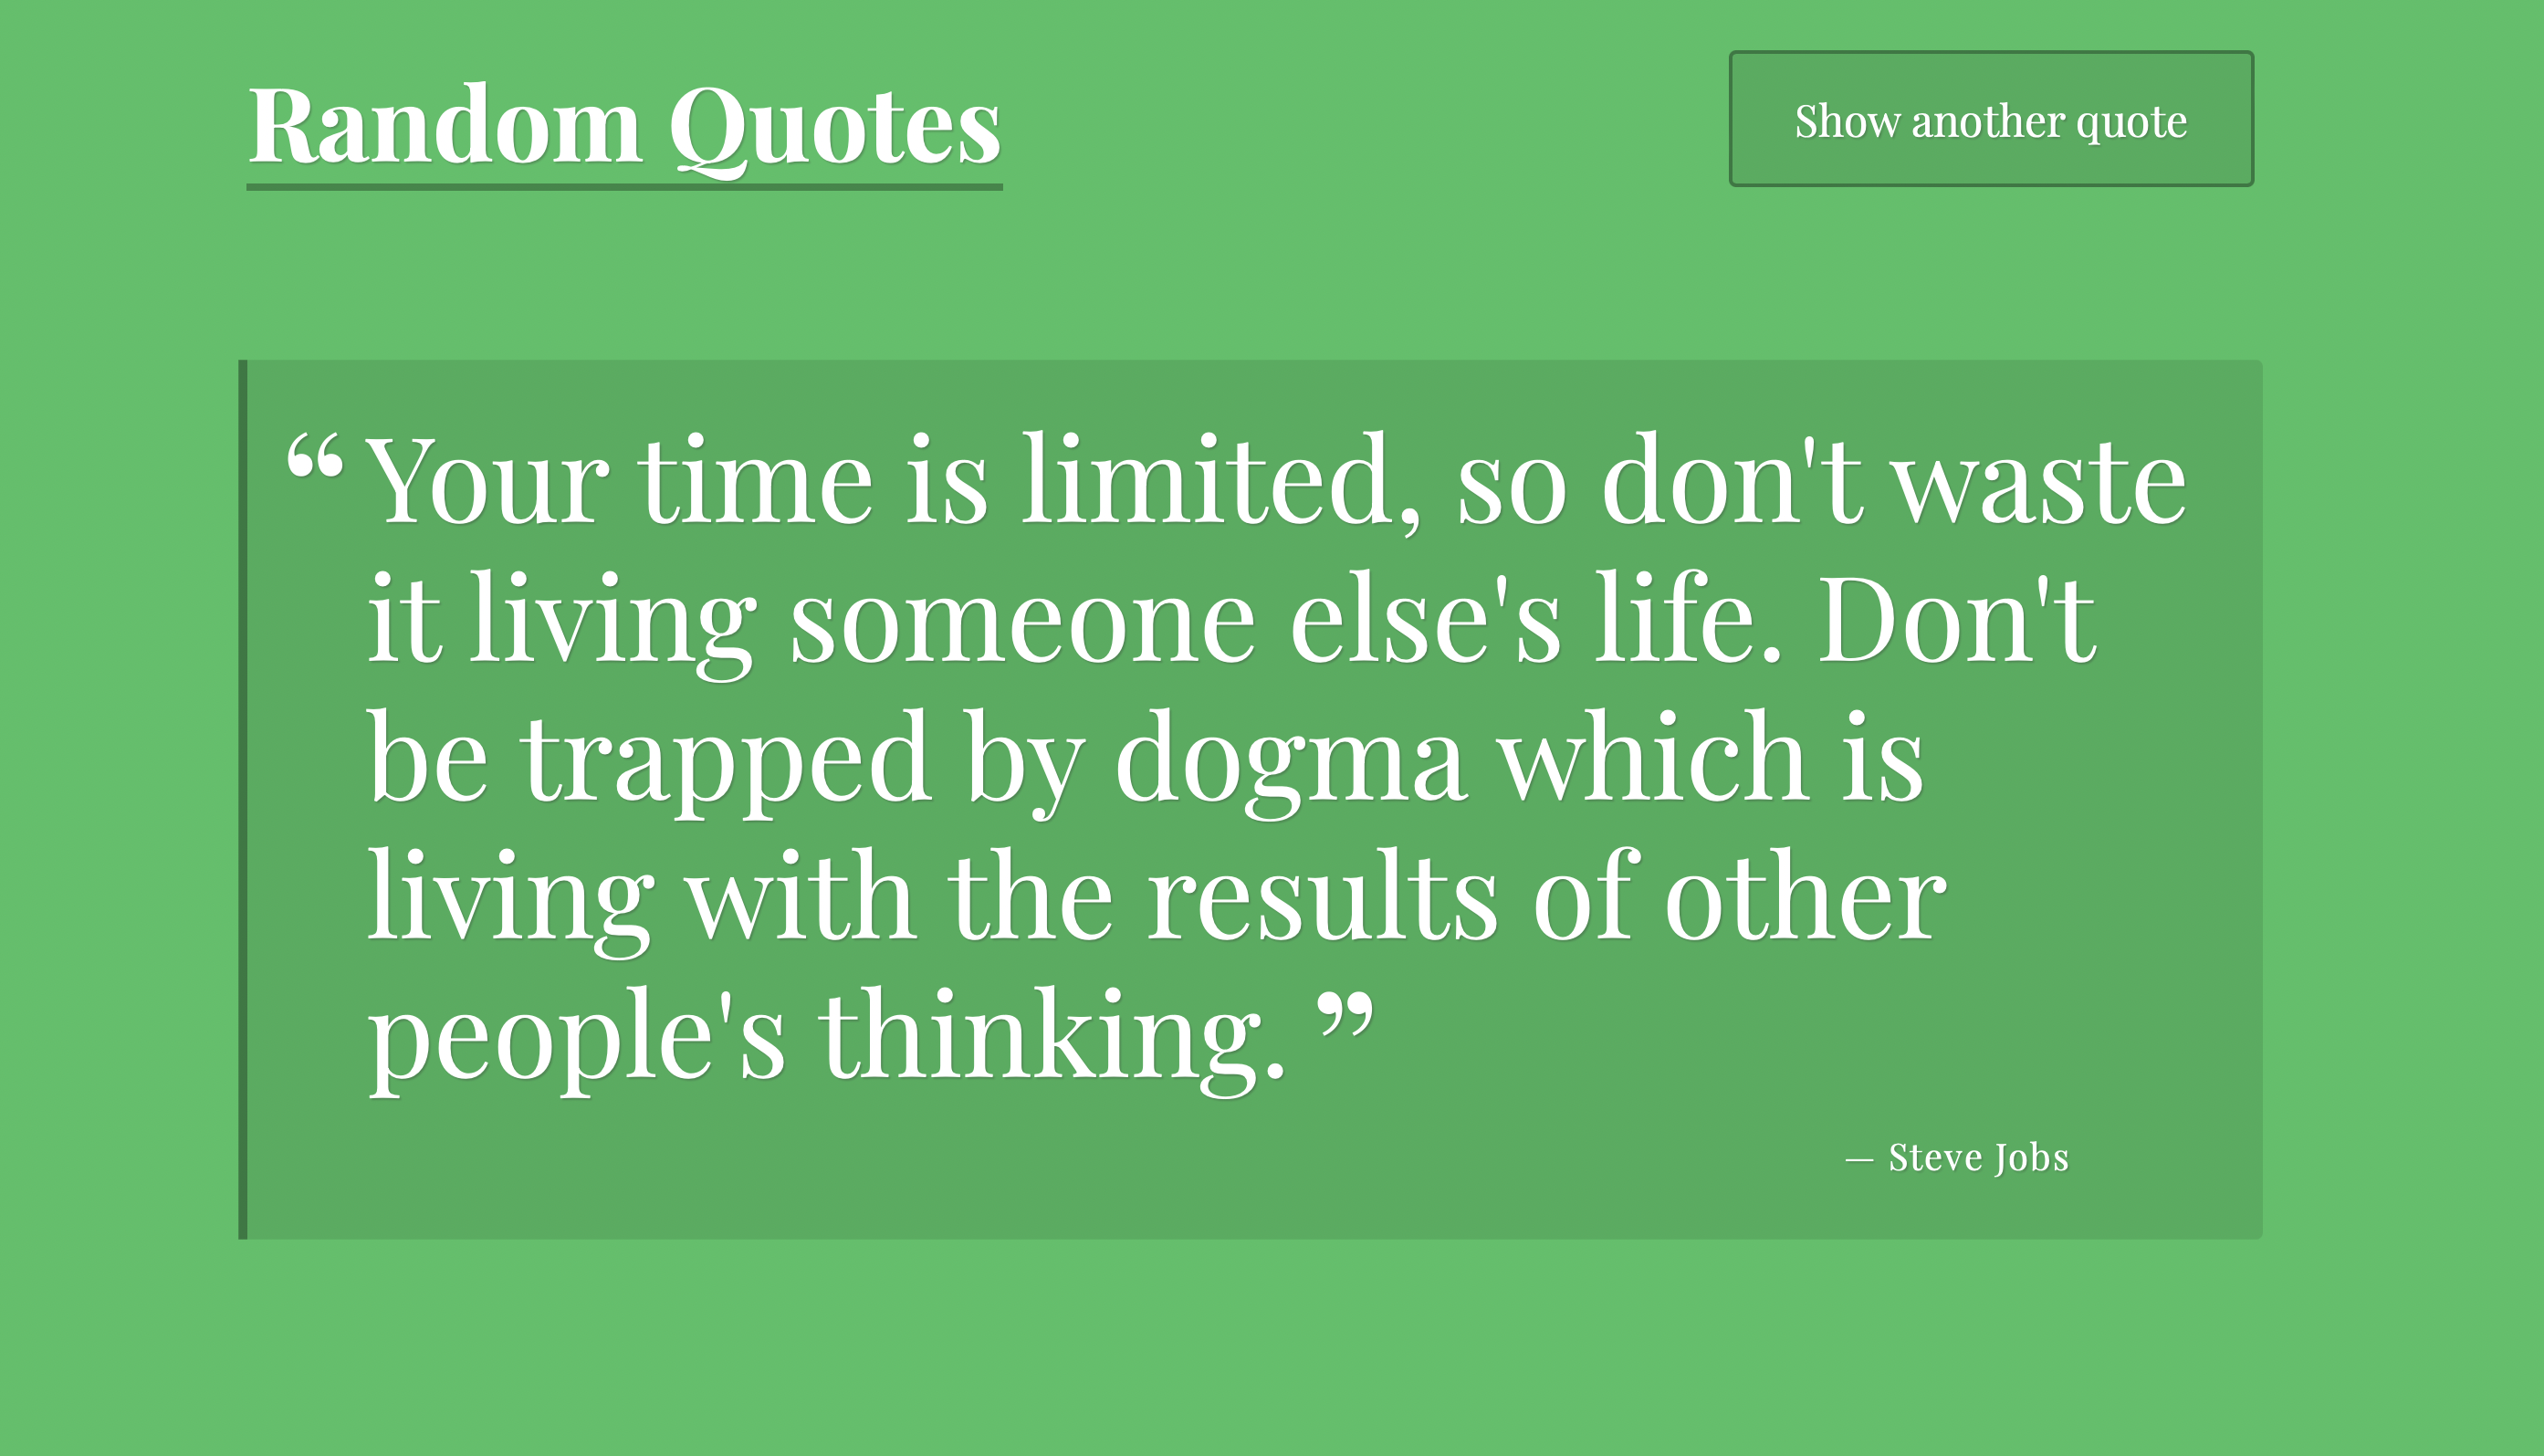 Random Quotes
Show another quote
“ Your time is limited, so don't waste
it living someone else's life. Don't
be trapped by dogma which is
living with the results of other
people's thinking. ”
— Steve Jobs